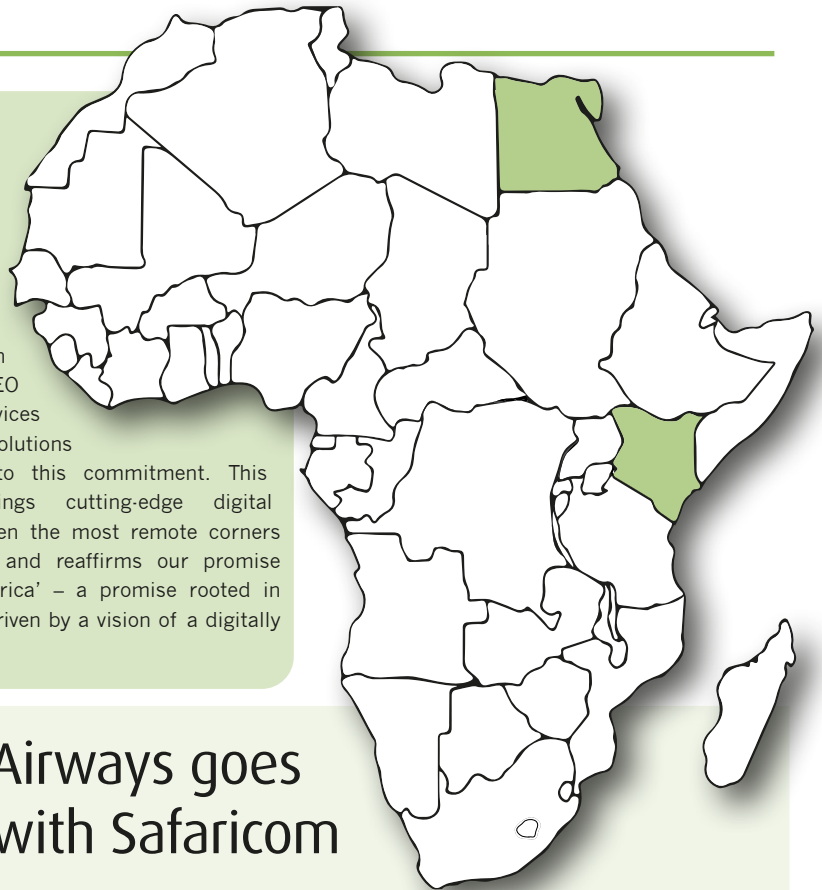 EO
vices
olutions
to this commitment. This
ings cutting-edge digital
en the most remote corners
and reaffirms our promise
rica’ – a promise rooted in
riven by a vision of a digitally
Airways goes
with Safaricom